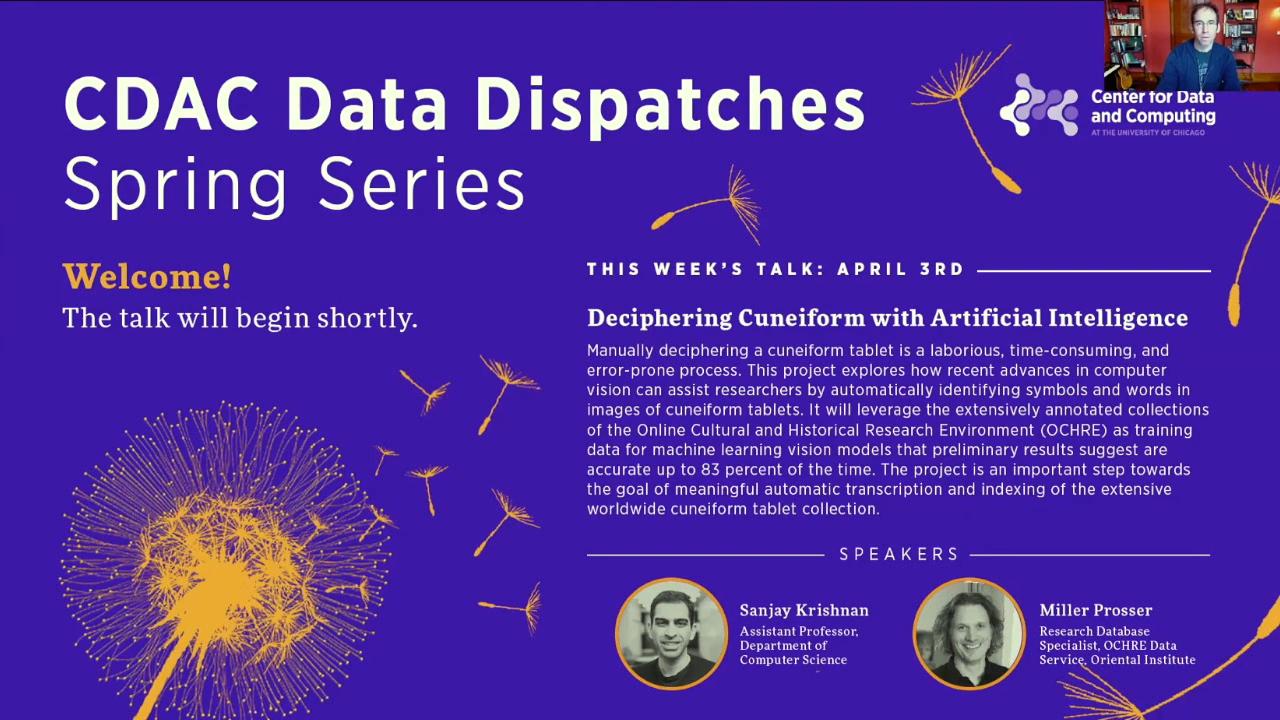 CDAC Data Dispatches
Spring Series
Center for Data
and Computing
AT THE UNIVERSITY OF CHICAGO
Welcome!
The talk will begin shortly.
THIS WEEK'S TALK: APRIL 3RD
Deciphering Cuneiform with Artificial Intelligence
Manually deciphering a cuneiform tablet is a laborious, time-consuming, and
error-prone process. This project explores how recent advances in computer
vision can assist researchers by automatically identifying symbols and words in
images of cuneiform tablets. It will leverage the extensively annotated collections
of the Online Cultural and Historical Research Environment (OCHRE) as training
data for machine learning vision models that preliminary results suggest are
accurate up to 83 percent of the time. The project is an important step towards
the goal of meaningful automatic transcription and indexing of the extensive
worldwide cuneiform tablet collection.
SPEAKERS
Sanjay Krishnan
Assistant Professor,
Department of
Computer Science
Miller Prosser
Research Database
Specialist, OCHRE Data
Service, Oriental Institute